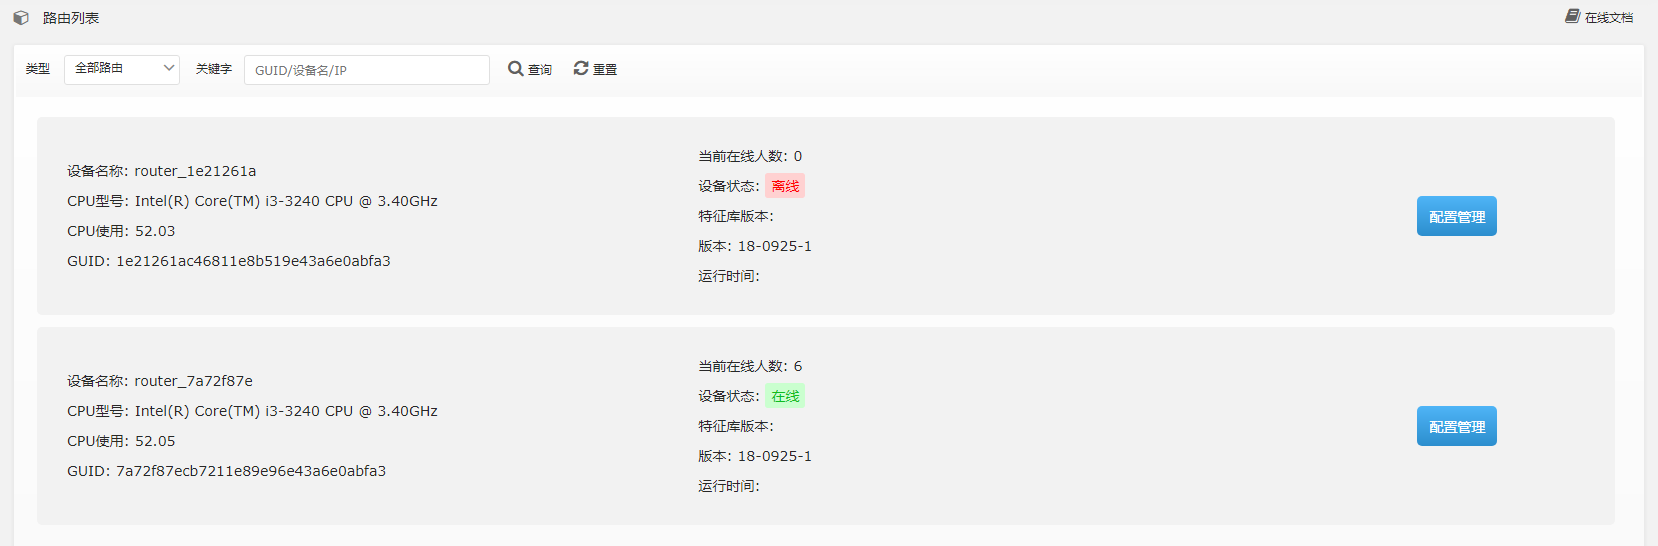 路由列表
在线文档
类型 全部路由 关键字 GUID/设备名/IP 查询 重置
设备名称: router_1e21261a
CPU型号: Intel(R) Core(TM) i3-3240 CPU @ 3.40GHz
CPU使用: 52.03
GUID: 1e21261ac46811e8b519e43a6e0abfa3
当前在线人数: 0
设备状态: 离线
特征库版本:
版本: 18-0925-1
运行时间:
配置管理
设备名称: router_7a72f87e
CPU型号: Intel(R) Core(TM) i3-3240 CPU @ 3.40GHz
CPU使用: 52.05
GUID: 7a72f87ecb7211e89e96e43a6e0abfa3
当前在线人数: 6
设备状态: 在线
特征库版本:
版本: 18-0925-1
运行时间:
配置管理